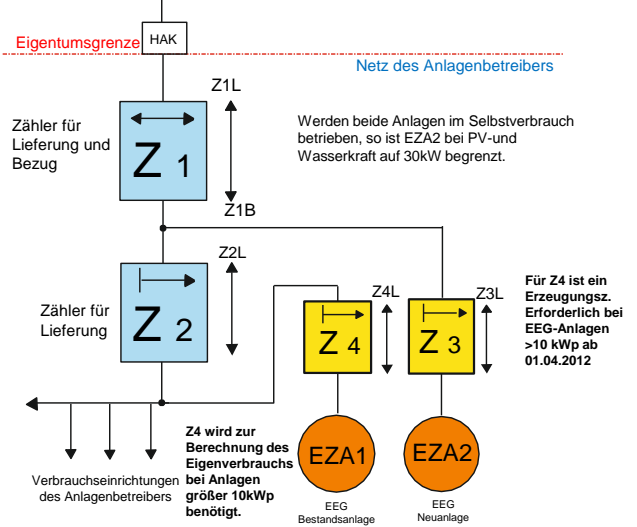 HAK
Eigentumsgrenze
Netz des Anlagenbetreibers
Z1L
Zähler für
Lieferung und
Bezug
Z 1
Werden beide Anlagen im Selbstverbrauch
betrieben, so ist EZA2 bei PV-und
Wasserkraft auf 30kW begrenzt.
Z1B
Z2L
Zähler für
Lieferung
Z 2
Z4L
Z 4
Z3L
Z 3
Für Z4 ist ein
Erzeugungsz.
Erforderlich bei
EEG-Anlagen
>10 kWp ab
01.04.2012
Verbrauchseinrichtungen
des Anlagenbetreibers
Z4 wird zur
Berechnung des
Eigenverbrauchs
bei Anlagen
größer 10kWp
benötigt.
EZA1
EEG
Bestandsanlage
EZA2
EEG
Neuanlage